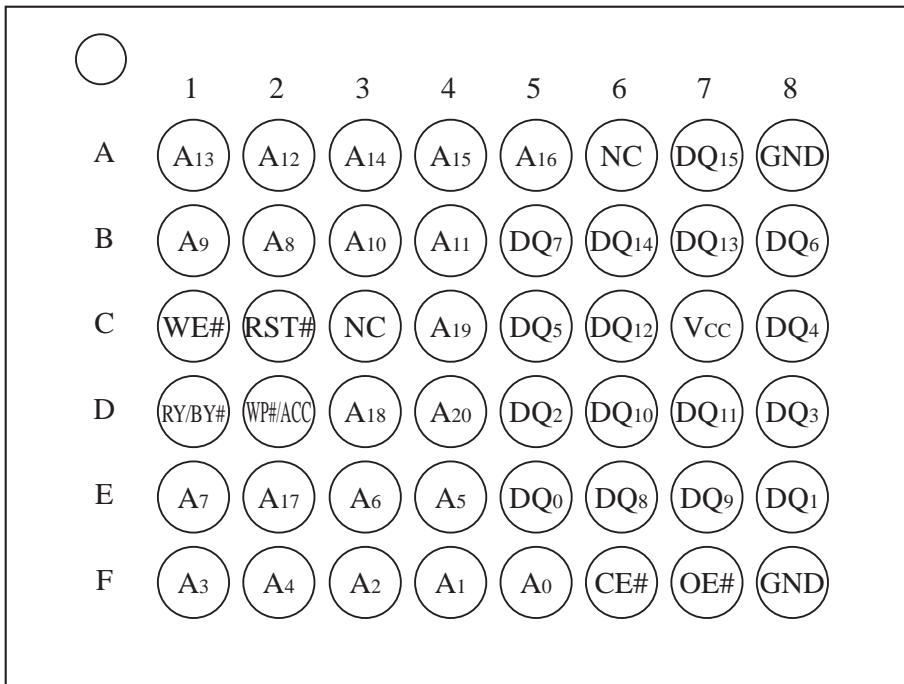 1 2 3 4 5 6 7 8
A A13 A12 A14 A15 A16 NC DQ15 GND
B A9 A8 A10 A11 DQ7 DQ14 DQ13 DQ6
C WE# RST# NC A19 DQ5 DQ12 VCC DQ4
D RY/BY# WP#/ACC A18 A20 DQ2 DQ10 DQ11 DQ3
E A7 A17 A6 A5 DQ0 DQ8 DQ9 DQ1
F A3 A4 A2 A1 A0 CE# OE# GND